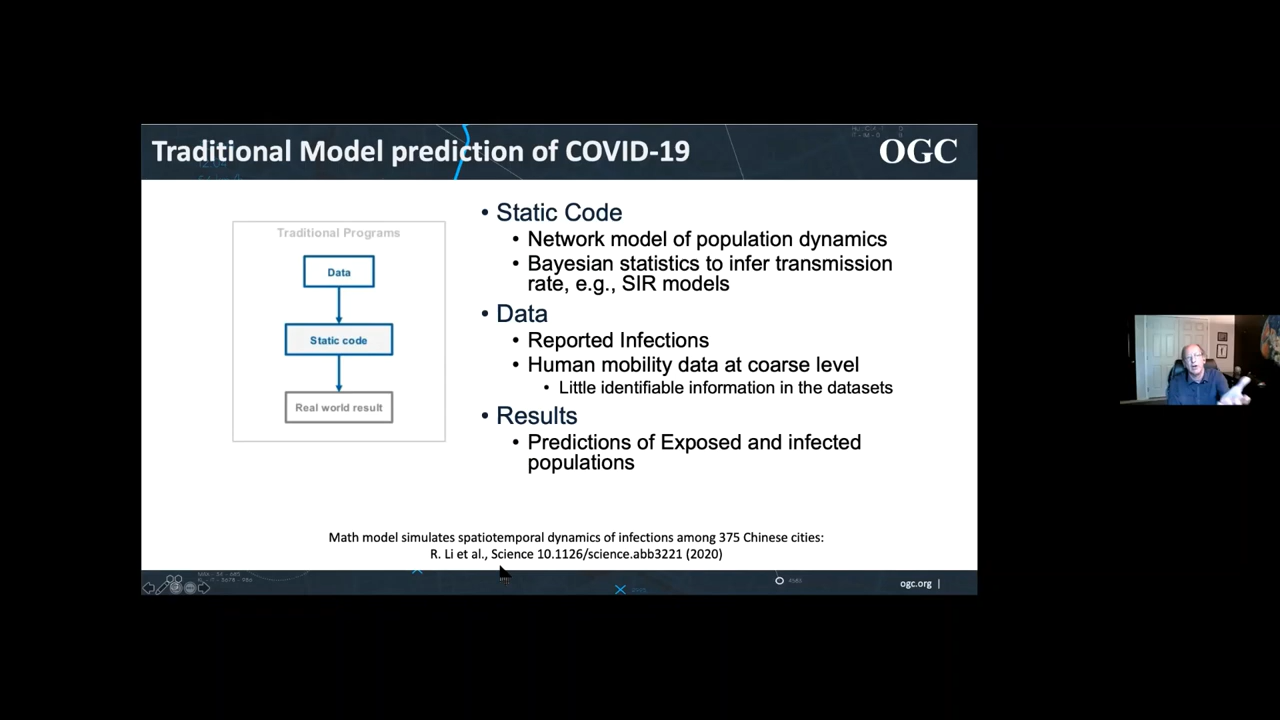 Traditional Model prediction of COVID-19
OGC
Traditional Programs
Data
Static code
Real world result
• Static Code
• Network model of population dynamics
• Bayesian statistics to infer transmission
rate, e.g., SIR models
• Data
• Reported Infections
• Human mobility data at coarse level
• Little identifiable information in the datasets
• Results
• Predictions of Exposed and infected
populations
Math model simulates spatiotemporal dynamics of infections among 375 Chinese cities:
R. Li et al., Science 10.1126/science.abb3221 (2020)
ogc.org |